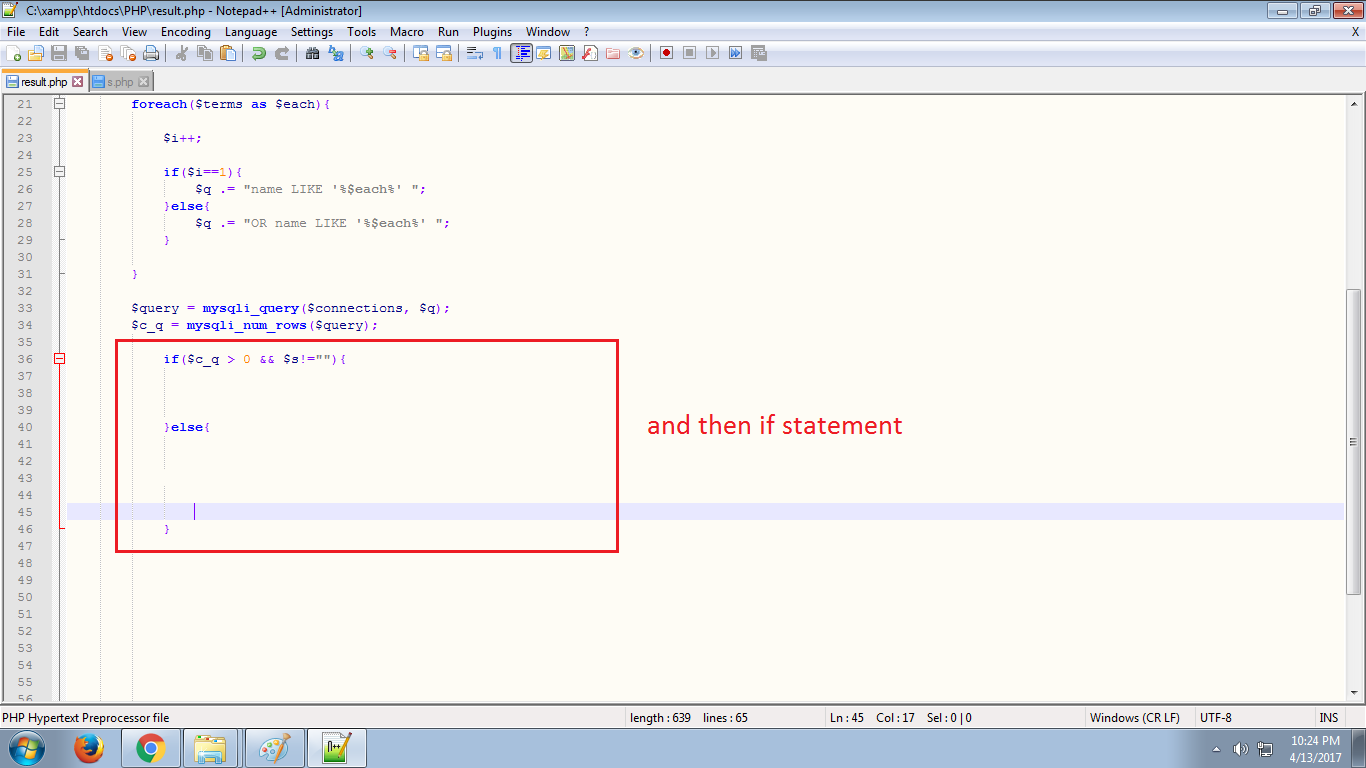 C:\xampp\htdocs\PHP\result.php - Notepad++ [Administrator]
File Edit Search View Encoding Language Settings Tools Macro Run Plugins Window ? X
result.php s.php
21 foreach($terms as $each){
22
23 $i++;
24
25 if($i==1){
26 $q .= "name LIKE '%$each%' ";
27 }else{
28 $q .= "OR name LIKE '%$each%' ";
29 }
30
31 }
32
33 $query = mysqli_query($connections, $q);
34 $c_q = mysqli_num_rows($query);
35
36 if($c_q > 0 && $s!=""){
37
38
39
40 }else{
and then if statement
41
42
43
44
45
46 }
47
48
49
50
51
52
53
54
55
56
PHP Hypertext Preprocessor file length : 639 lines : 65 Ln : 45 Col : 17 Sel : 0 | 0 Windows (CR LF) UTF-8 INS
10:24 PM
4/13/2017